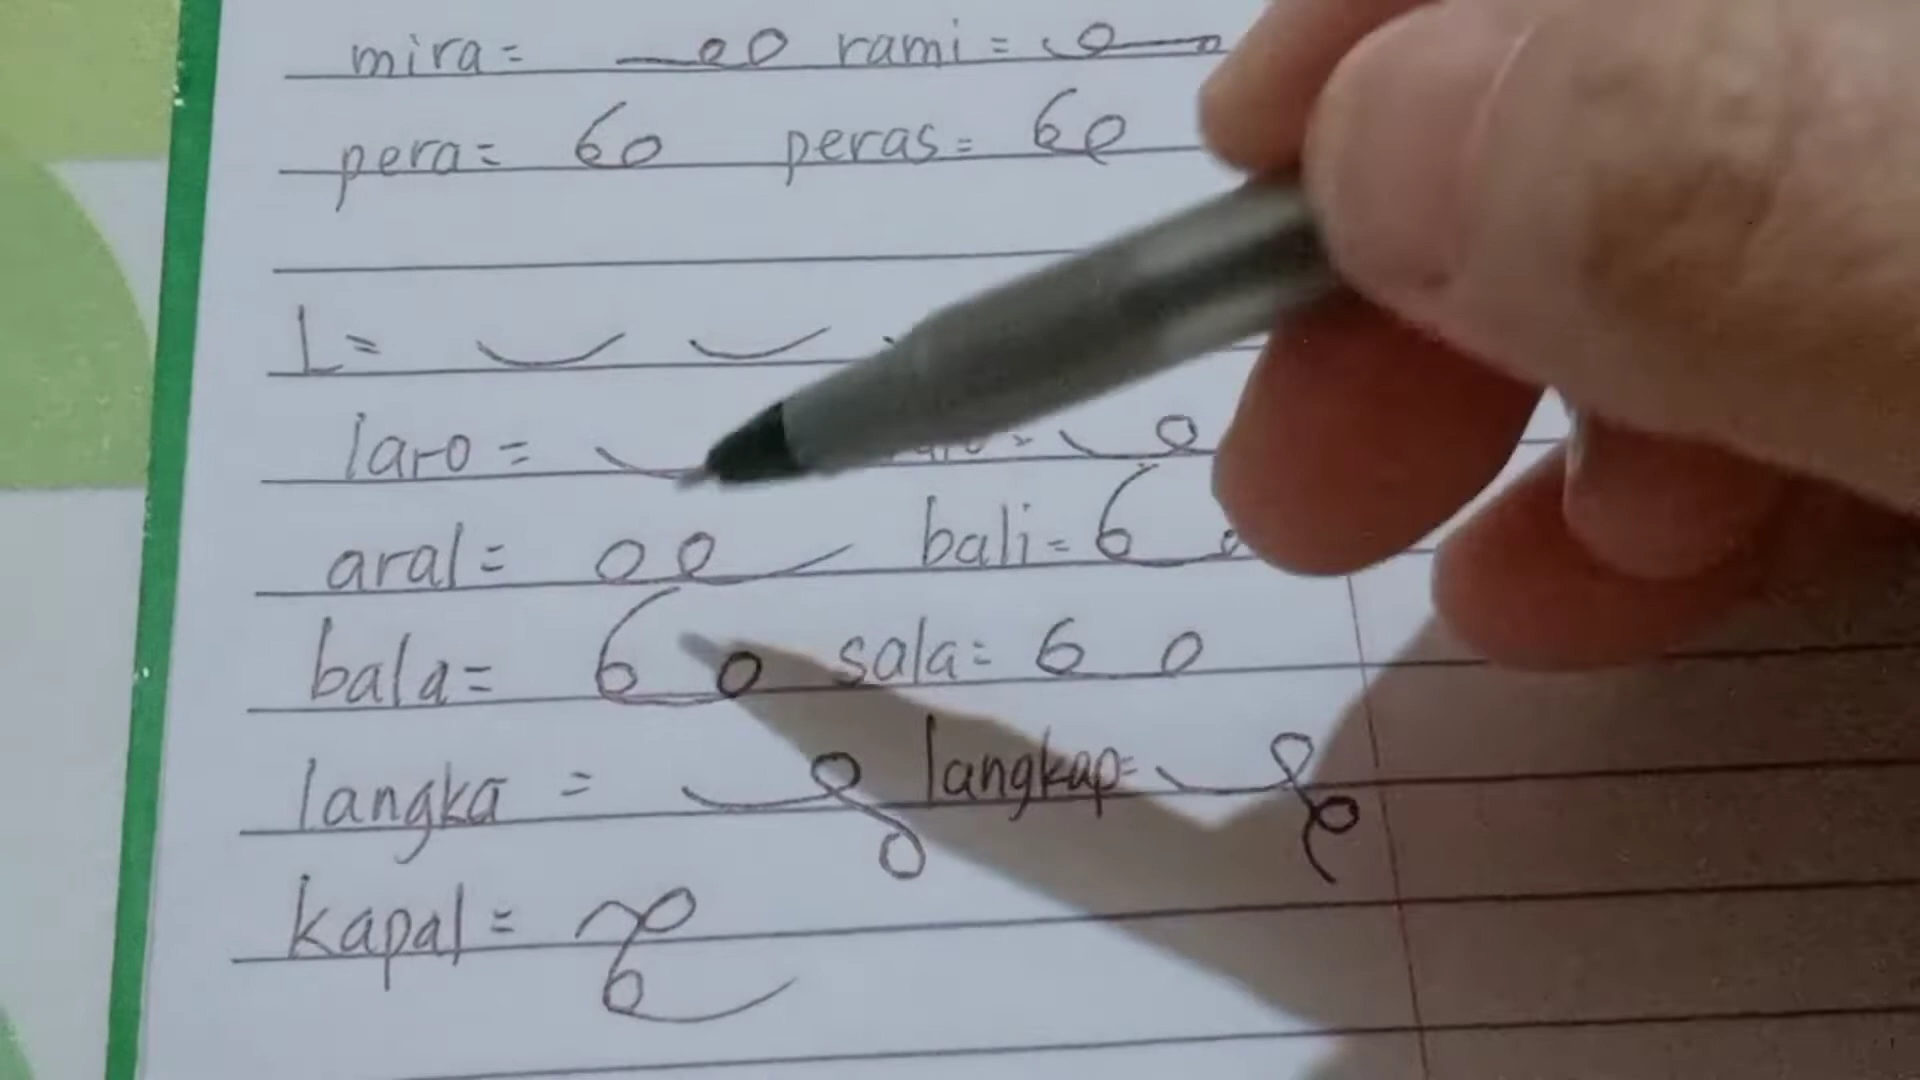 mira= rami =
pera= peras=
L=
laro =
aral= bali=
bala= sala=
langka = langkap=
kapal=